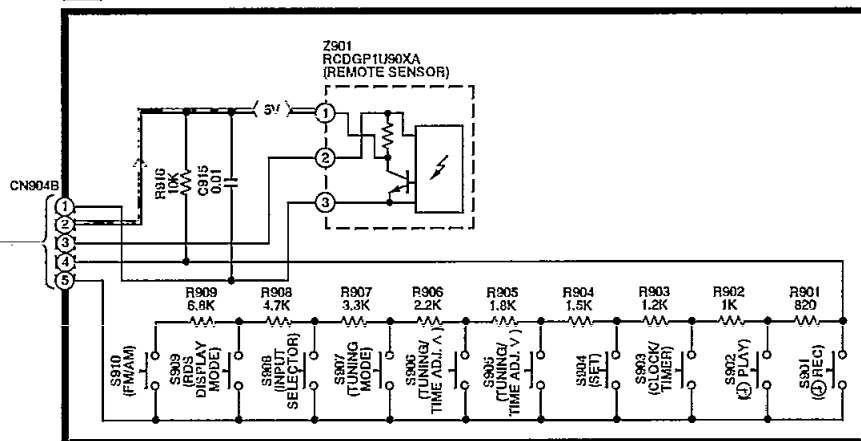 Z901
RCDGP1U90XA
(REMOTE SENSOR)
5V
1
2
3
R916
10K
C915
0.01
CN904B
1
2
3
4
5
R909
6.8K
R908
4.7K
R907
3.3K
R906
2.2K
R905
1.8K
R904
1.5K
R903
1.2K
R902
1K
R901
820
S910
(FM/AM)
S909
(RDS
DISPLAY
MODE)
S908
(INPUT
SELECTOR)
S907
(TUNING
MODE)
S906
(TUNING/
TIME ADJ. ∧ )
S905
(TUNING/
TIME ADJ. ∨ )
S904
(SET)
S903
(CLOCK/
TIMER)
S902
( PLAY)
S901
( REC)